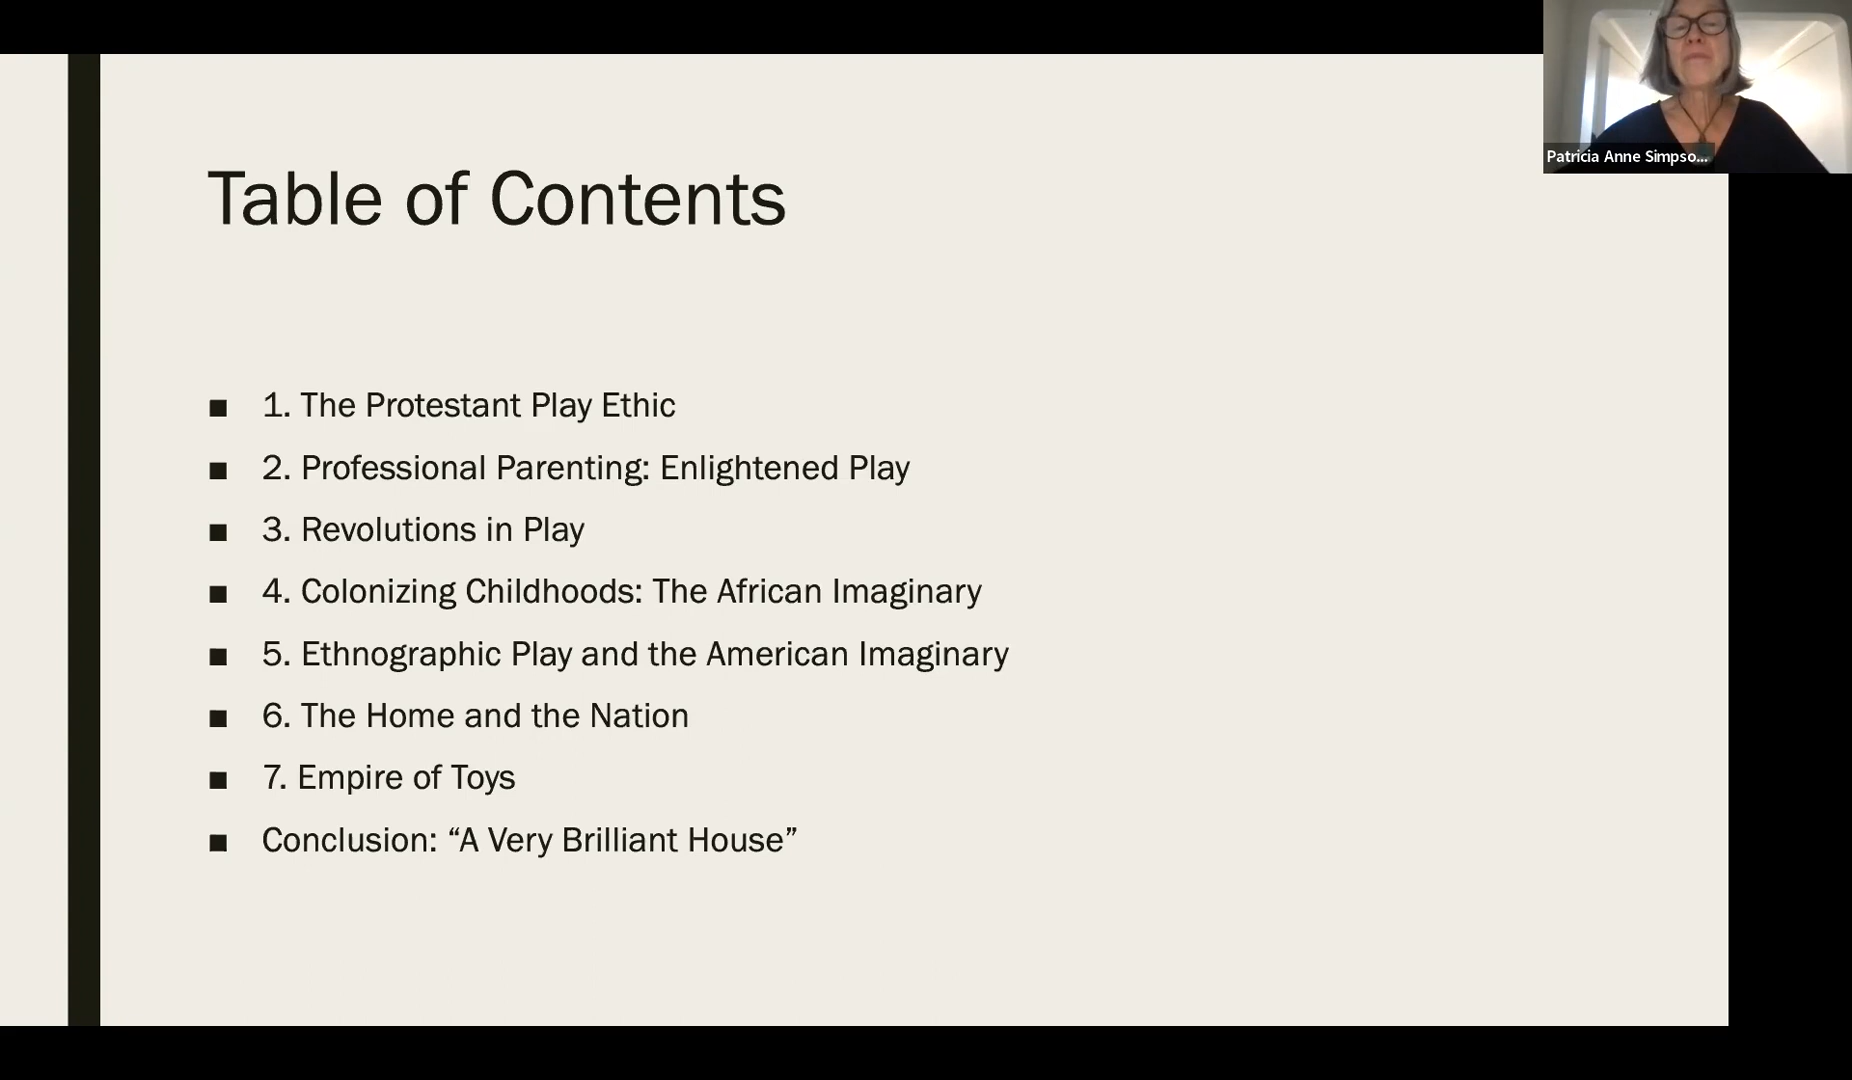 Patricia Anne Simpso...
Table of Contents
■ 1. The Protestant Play Ethic
■ 2. Professional Parenting: Enlightened Play
■ 3. Revolutions in Play
■ 4. Colonizing Childhoods: The African Imaginary
■ 5. Ethnographic Play and the American Imaginary
■ 6. The Home and the Nation
■ 7. Empire of Toys
■ Conclusion: “A Very Brilliant House”